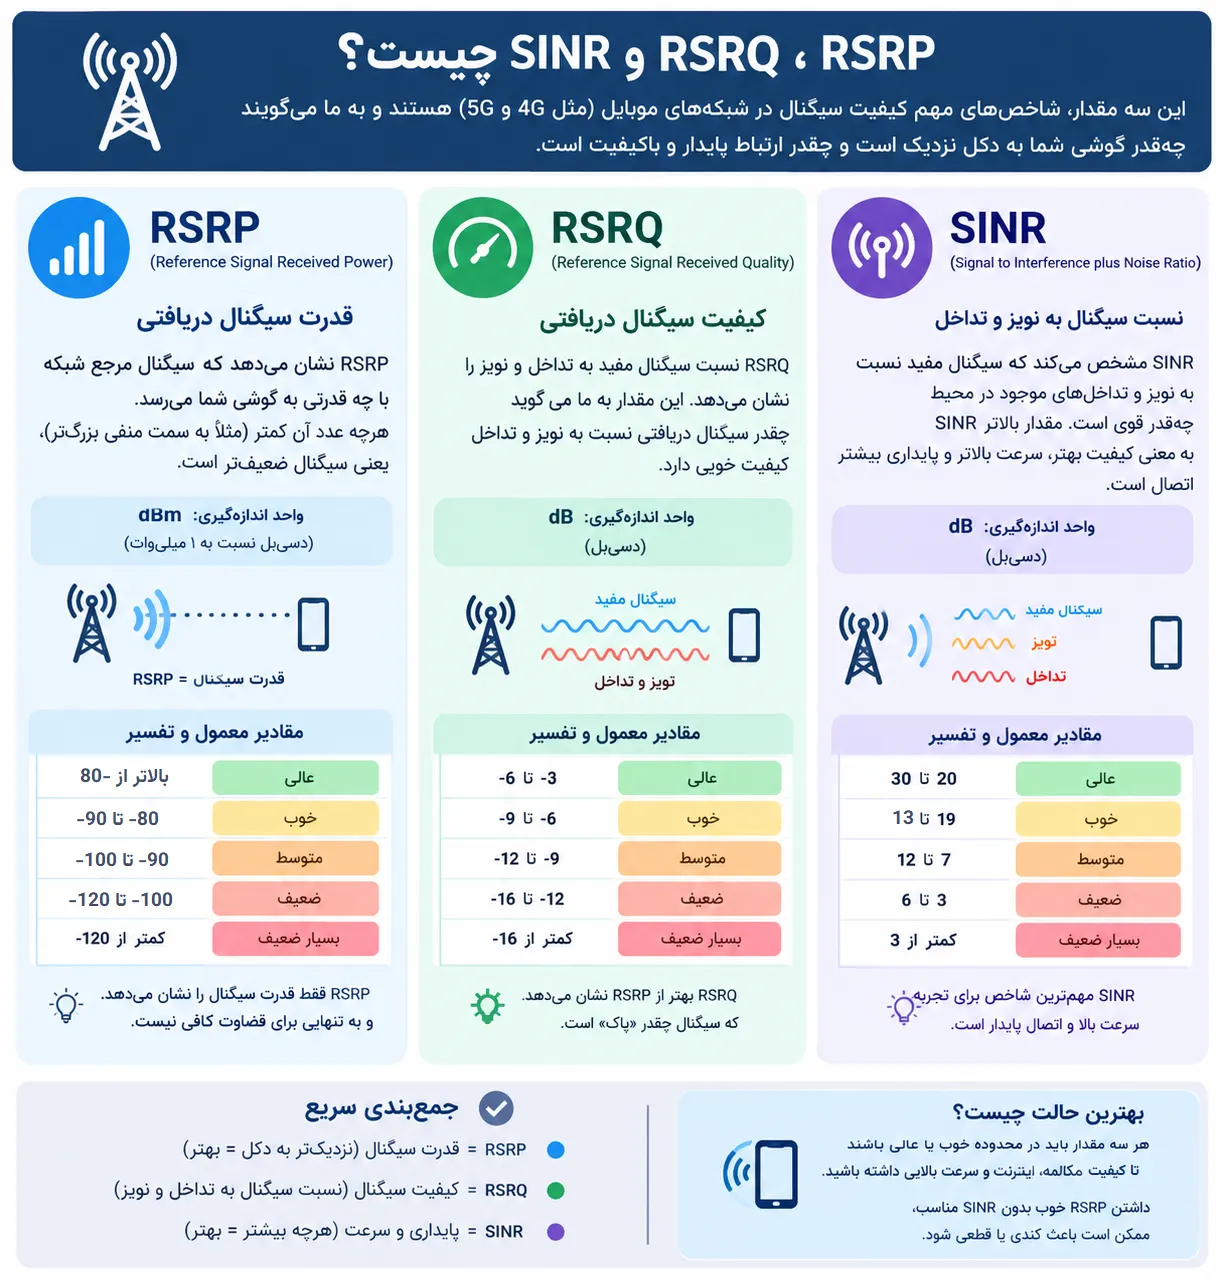 RSRP ، RSRQ و SINR چیست؟
این سه مقدار، شاخص‌های مهم کیفیت سیگنال در شبکه‌های موبایل (مثل 4G و 5G) هستند و به ما می‌گویند
چه‌قدر گوشی شما به دکل نزدیک است و چقدر ارتباط پایدار و باکیفیت است.
RSRP
(Reference Signal Received Power)
قدرت سیگنال دریافتی
RSRP نشان می‌دهد که سیگنال مرجع شبکه
با چه قدرتی به گوشی شما می‌رسد.
هرچه عدد آن کمتر (مثلاً به سمت منفی بزرگ‌تر)،
یعنی سیگنال ضعیف‌تر است.
واحد اندازه‌گیری: dBm
(دسی‌بل نسبت به ۱ میلی‌وات)
قدرت سیگنال = RSRP
مقادیر معمول و تفسیر
عالی بالاتر از -80
خوب -80 تا -90
متوسط -90 تا -100
ضعیف -100 تا -120
بسیار ضعیف کمتر از -120
RSRP فقط قدرت سیگنال را نشان می‌دهد.
و به تنهایی برای قضاوت کافی نیست.
RSRQ
(Reference Signal Received Quality)
کیفیت سیگنال دریافتی
RSRQ نسبت سیگنال مفید به تداخل و نویز را
نشان می‌دهد. این مقدار به ما می گوید
چقدر سیگنال دریافتی نسبت به نویز و تداخل
کیفیت خویی دارد.
واحد اندازه‌گیری: dB
(دسی‌بل)
سیگنال مفید
تویز و تداخل
مقادیر معمول و تفسیر
عالی -3 تا -6
خوب -6 تا -9
متوسط -9 تا -12
ضعیف -12 تا -16
بسیار ضعیف کمتر از -16
RSRQ بهتر از RSRP نشان می‌دهد.
که سیگنال چقدر «پاک» است.
SINR
(Signal to Interference plus Noise Ratio)
نسبت سیگنال به نویز و تداخل
SINR مشخص می‌کند که سیگنال مفید نسبت
به نویز و تداخل‌های موجود در محیط
چه‌قدر قوی است. مقدار بالاتر SINR
به معنی کیفیت بهتر، سرعت بالاتر و پایداری بیشتر
اتصال است.
واحد اندازه‌گیری: dB
(دسی‌بل)
سیکنال مفید
تویز
تداخل
مقادیر معمول و تفسیر
عالی 20 تا 30
خوب 19 تا 13
متوسط 7 تا 12
ضعیف 3 تا 6
بسیار ضعیف کمتر از 3
SINR مهم‌ترین شاخص برای تجربه
سرعت بالا و اتصال پایدار است.
بهترین حالت چیست؟
هر سه مقدار باید در محدوده خوب یا عالی باشند
تا کیفیت مکالمه، اینترنت و سرعت بالایی داشته باشید.
داشتن RSRP خوب بدون SINR مناسب،
ممکن است باعث کندی یا قطعی شود.
جمع‌بندی سریع
RSRP = قدرت سیگنال (نزدیک‌تر به دکل = بهتر)
RSRQ = کیفیت سیگنال (نسبت سیگنال به تداخل و نویز)
SINR = پایداری و سرعت (هرچه بیشتر = بهتر)